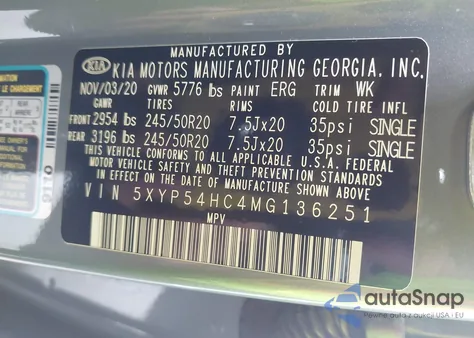 MANUFACTURED BY
KIA KIA MOTORS MANUFACTURING GEORGIA, INC.
NOV/03/20 GVWR 5776 lbs PAINT ERG TRIM WK
GAWR TIRES RIMS COLD TIRE INFL
FRONT 2954 lbs 245/50R20 7.5Jx20 35psi SINGLE
REAR 3196 lbs 245/50R20 7.5Jx20 35psi SINGLE
THIS VEHICLE CONFORMS TO ALL APPLICABLE U.S.A. FEDERAL
MOTOR VEHICLE SAFETY AND THEFT PREVENTION STANDARDS
IN EFFECT ON THE DATE OF MANUFACTURE SHOWN ABOVE.
VIN 5XYP54HC4MG136251
MPV
autoSnap